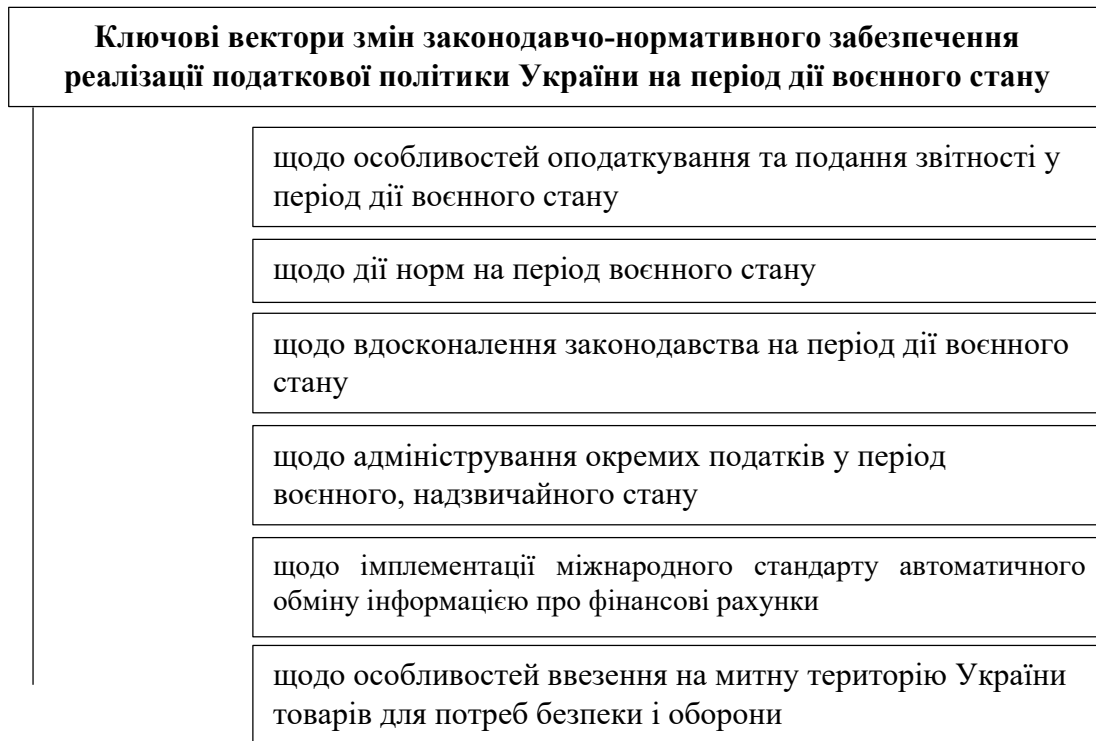 Ключові вектори змін законодавчо-нормативного забезпечення
реалізації податкової політики України на період дії воєнного стану
щодо особливостей оподаткування та подання звітності у
період дії воєнного стану
щодо дії норм на період воєнного стану
щодо вдосконалення законодавства на період дії воєнного
стану
щодо адміністрування окремих податків у період
воєнного, надзвичайного стану
щодо імплементації міжнародного стандарту автоматичного
обміну інформацією про фінансові рахунки
щодо особливостей ввезення на митну територію України
товарів для потреб безпеки і оборони